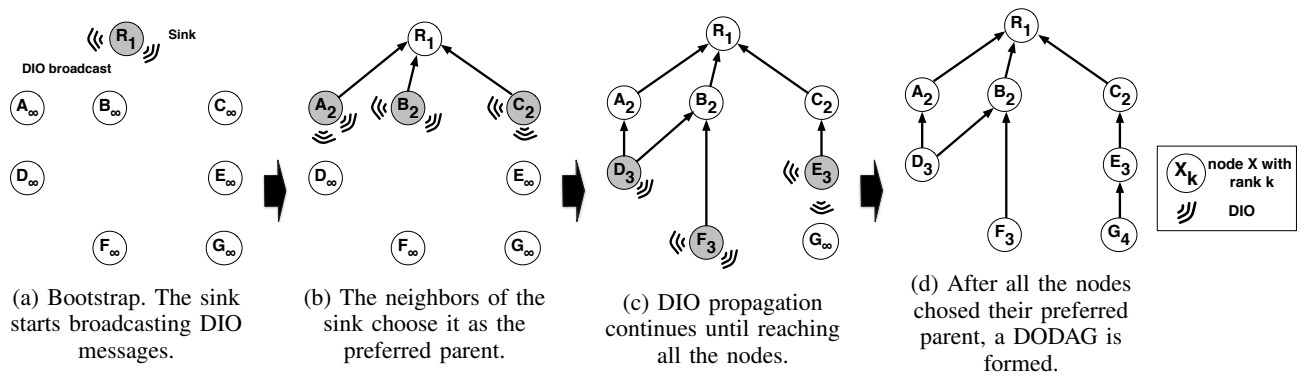 R1
Sink
DIO broadcast
A∞
B∞
C∞
D∞
E∞
F∞
G∞
(a) Bootstrap. The sink
starts broadcasting DIO
messages.
R1
A2
B2
C2
D∞
E∞
F∞
G∞
(b) The neighbors of the
sink choose it as the
preferred parent.
R1
A2
B2
C2
D3
E3
F3
G∞
(c) DIO propagation
continues until reaching
all the nodes.
R1
A2
B2
C2
D3
E3
F3
G4
(d) After all the nodes
chosed their preferred
parent, a DODAG is
formed.
Xk
node X with
rank k
DIO